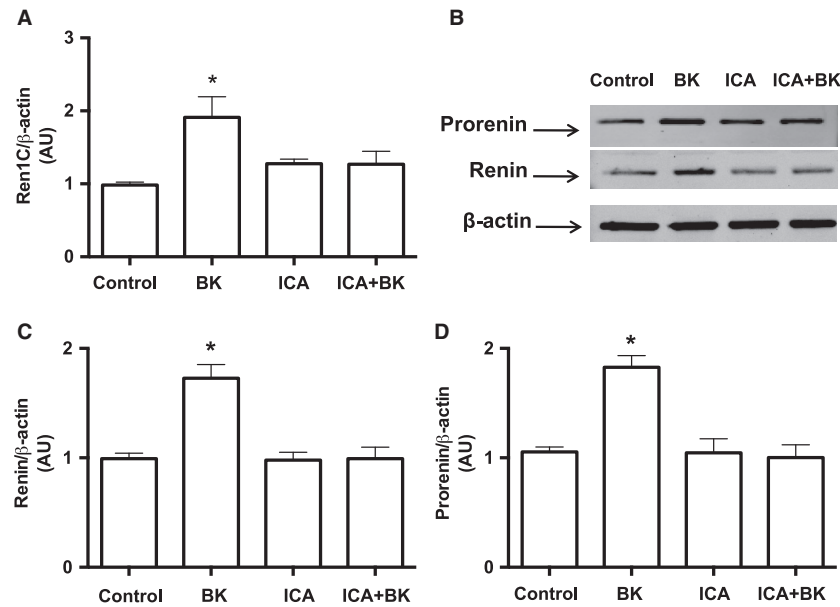 A
Ren1C/β-actin
(AU)
3
2
1
0
*
Control BK ICA ICA+BK
B
Control BK ICA ICA+BK
Prorenin
Renin
β-actin
C
Renin/β-actin
(AU)
2
1
0
*
Control BK ICA ICA+BK
D
Prorenin/β-actin
(AU)
2
1
0
*
Control BK ICA ICA+BK